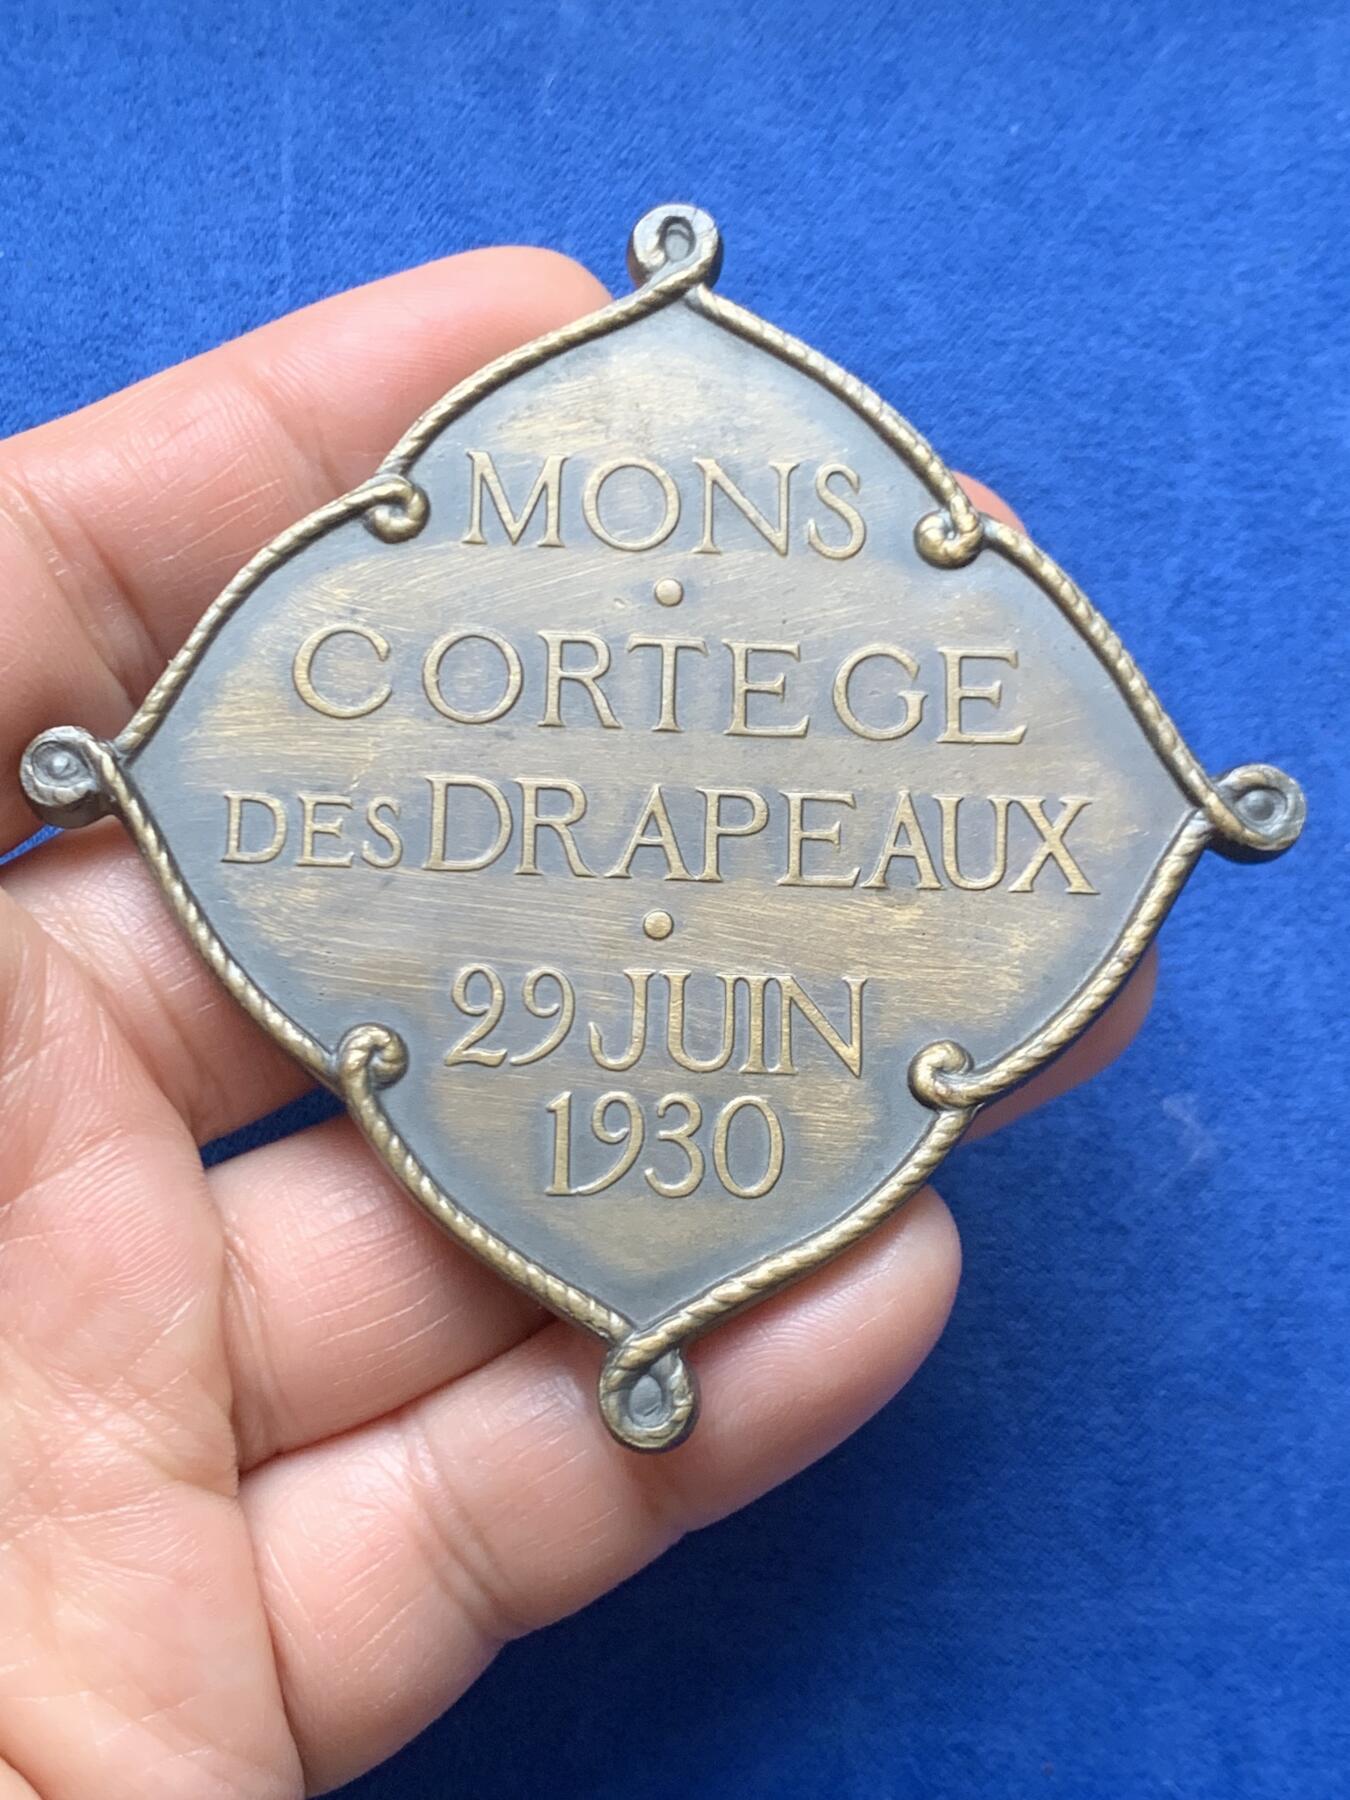 MONS
CORTEGE
DES DRAPEAUX
29 JUIN
1930